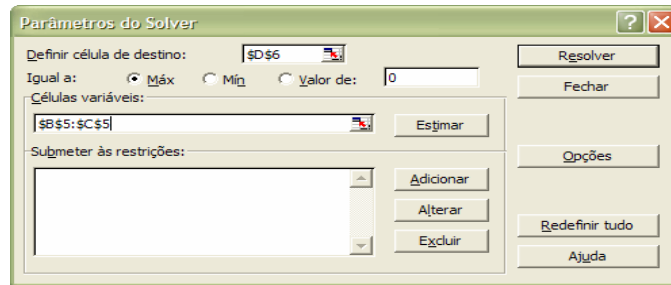 Parâmetros do Solver
Definir célula de destino: $D$6 Resolver
Igual a: Máx Mín Valor de: 0 Fechar
Células variáveis:
$B$5:$C$5 Estimar
Submeter às restrições: Opções
Adicionar
Alterar
Redefinir tudo
Excluir
Ajuda